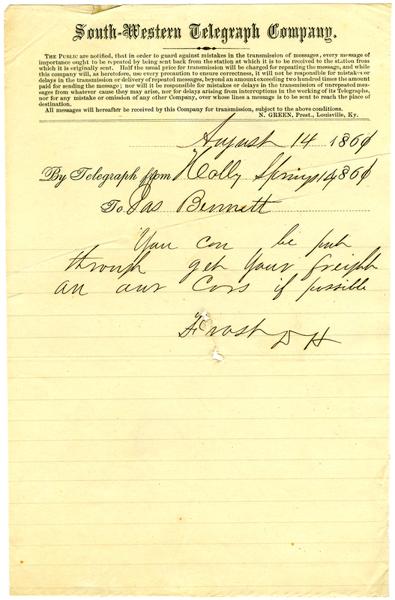 South-Western Telegraph Company,
THE PUBLIC are notified, that in order to guard against mistakes in the transmission of messages, every message of
importance ought to be repeated by being sent back from the station at which it is to be received to the station from
which it is originally sent. Half the usual price for transmission will be charged for repeating the message, and while
this company will, as heretofore, use every precaution to ensure correctness, it will not be responsible for mistakes or
delays in the transmission or delivery of repeated messages, beyond an amount exceeding two hundred times the amount
paid for sending the message; nor will it be responsible for mistakes or delays in the transmission of unrepeated messages
from whatever cause they may arise, nor for delays arising from interruptions in the working of its Telegraphs,
nor for any mistake or omission of any other Company, over whose lines a message is to be sent to reach the place of
destination.
All messages will hereafter be received by this Company for transmission, subject to the above conditions.
N. GREEN, Prest., Louisville, Ky.
August 14 1860
By Telegraph from Holly Springs 14 1860
To Jas Bennett
You can be put
through get your freight
on our Cars if possible
Frost D H